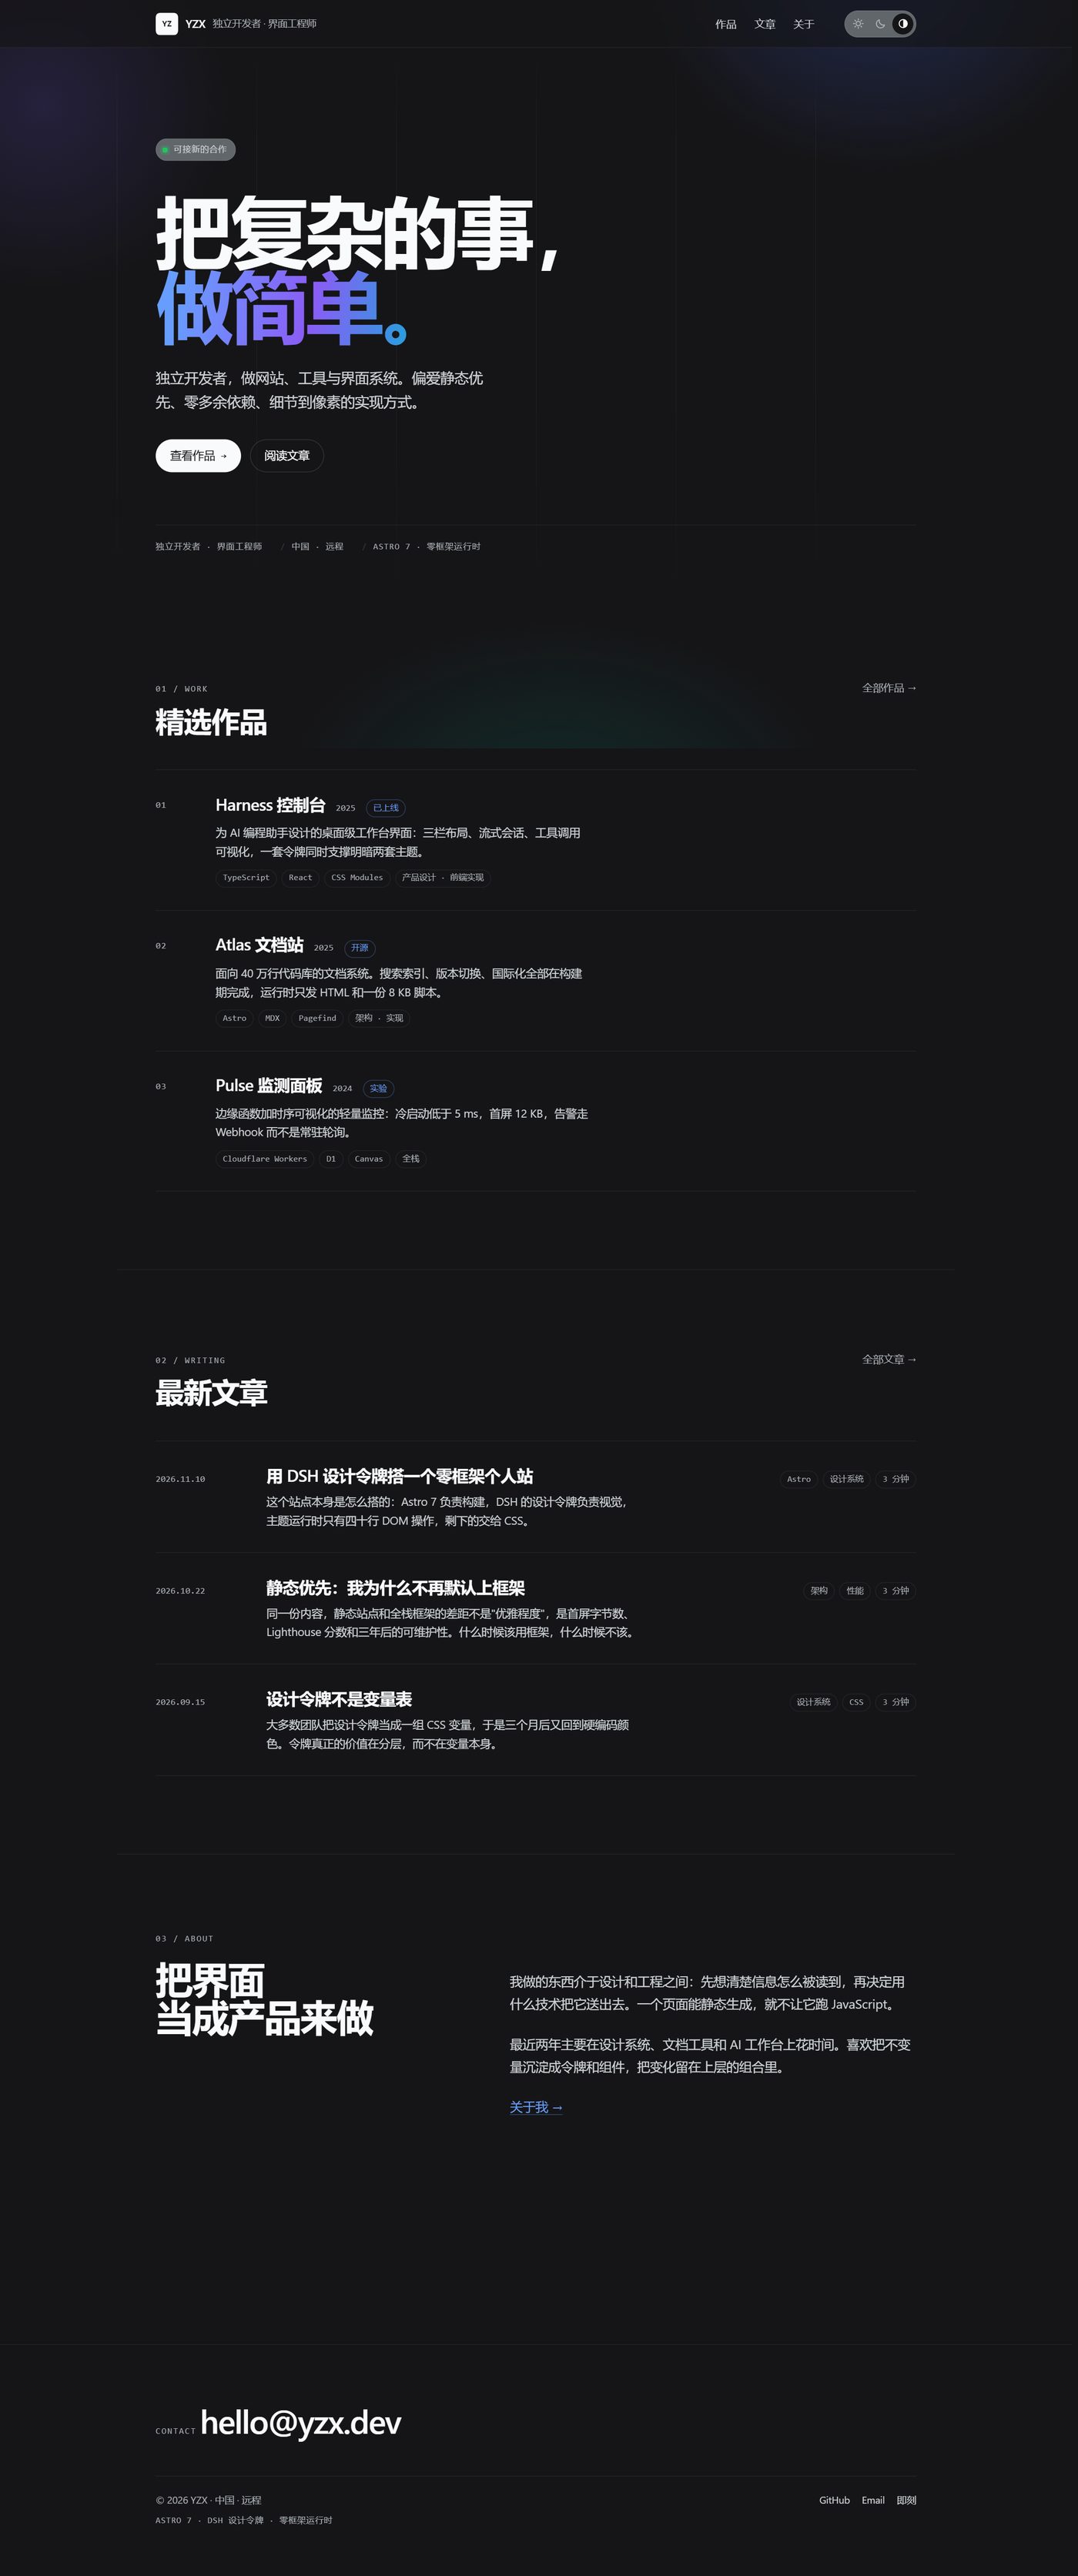 YZ YZX 独立开发者 · 界面工程师 作品 文章 关于
可接新的合作
把复杂的事，
做简单。
独立开发者，做网站、工具与界面系统。偏爱静态优
先、零多余依赖、细节到像素的实现方式。
查看作品 → 阅读文章
独立开发者 · 界面工程师 / 中国 · 远程 / ASTRO 7 · 零框架运行时
01 / WORK
全部作品 →
精选作品
01 Harness 控制台 2025 已上线
为 AI 编程助手设计的桌面级工作台界面：三栏布局、流式会话、工具调用
可视化，一套令牌同时支撑明暗两套主题。
TypeScript React CSS Modules 产品设计 · 前端实现
02 Atlas 文档站 2025 开源
面向 40 万行代码库的文档系统。搜索索引、版本切换、国际化全部在构建
期完成，运行时只发 HTML 和一份 8 KB 脚本。
Astro MDX Pagefind 架构 · 实现
03 Pulse 监测面板 2024 实验
边缘函数加时序可视化的轻量监控：冷启动低于 5 ms，首屏 12 KB，告警走
Webhook 而不是常驻轮询。
Cloudflare Workers D1 Canvas 全栈
02 / WRITING
全部文章 →
最新文章
2026.11.10 用 DSH 设计令牌搭一个零框架个人站 Astro 设计系统 3 分钟
这个站点本身是怎么搭的：Astro 7 负责构建，DSH 的设计令牌负责视觉，
主题运行时只有四十行 DOM 操作，剩下的交给 CSS。
2026.10.22 静态优先：我为什么不再默认上框架 架构 性能 3 分钟
同一份内容，静态站点和全栈框架的差距不是"优雅程度"，是首屏字节数、
Lighthouse 分数和三年后的可维护性。什么时候该用框架，什么时候不该。
2026.09.15 设计令牌不是变量表 设计系统 CSS 3 分钟
大多数团队把设计令牌当成一组 CSS 变量，于是三个月后又回到硬编码颜
色。令牌真正的价值在分层，而不在变量本身。
03 / ABOUT
把界面
当成产品来做
我做的东西介于设计和工程之间：先想清楚信息怎么被读到，再决定用
什么技术把它送出去。一个页面能静态生成，就不让它跑 JavaScript。
最近两年主要在设计系统、文档工具和 AI 工作台上花时间。喜欢把不变
量沉淀成令牌和组件，把变化留在上层的组合里。
关于我 →
CONTACT hello@yzx.dev
© 2026 YZX · 中国 · 远程 GitHub Email 即刻
ASTRO 7 · DSH 设计令牌 · 零框架运行时